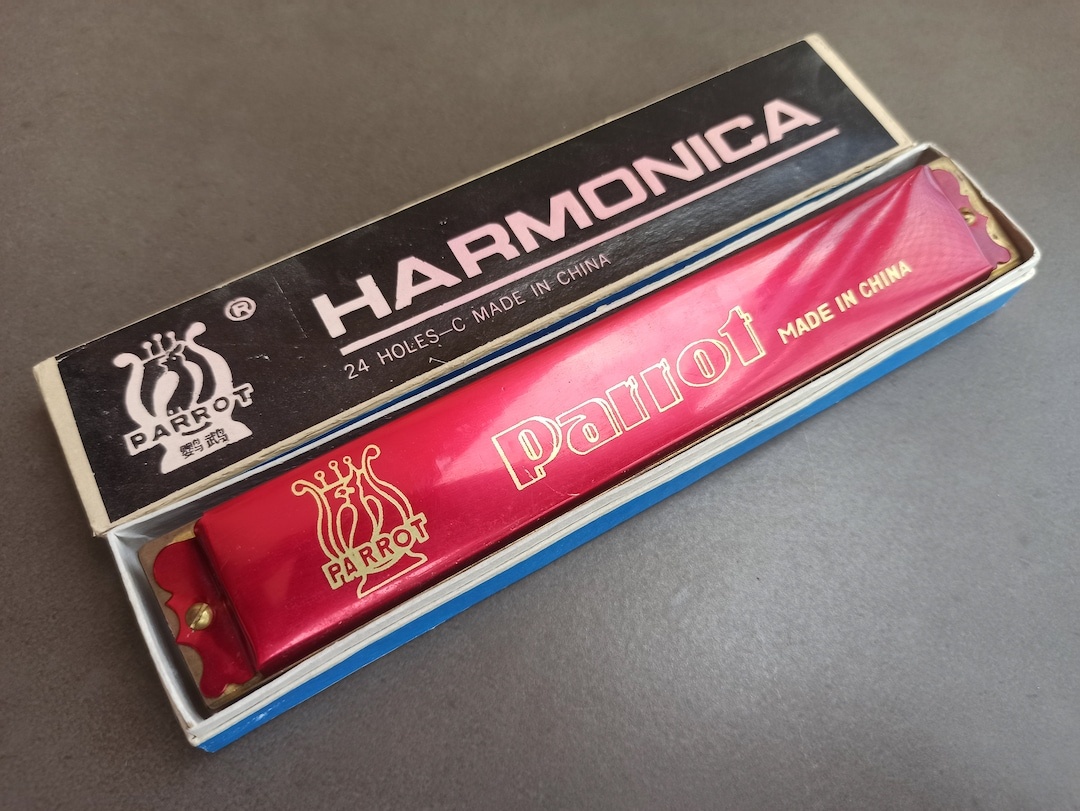 HARMONICA
24 HOLES—C MADE IN CHINA
®
PARROT
鹦鹉
Parrot
MADE IN CHINA
PARROT